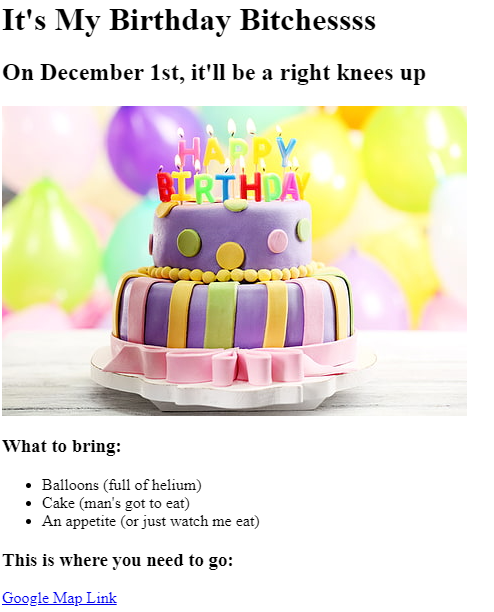 It's My Birthday Bitchessss
On December 1st, it'll be a right knees up
HAPPY
BIRTHDAY
What to bring:
Balloons (full of helium)
Cake (man's got to eat)
An appetite (or just watch me eat)
This is where you need to go:
Google Map Link